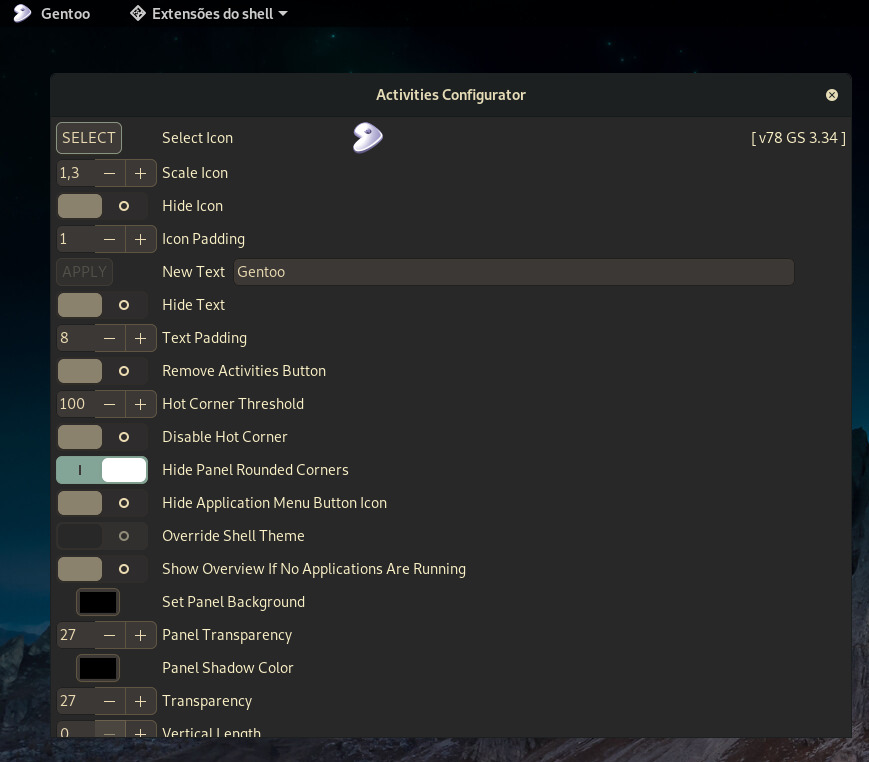 Gentoo Extensões do shell
Activities Configurator
SELECT Select Icon [ v78 GS 3.34 ]
1,3 Scale Icon
Hide Icon
1 Icon Padding
APPLY New Text Gentoo
Hide Text
8 Text Padding
Remove Activities Button
100 Hot Corner Threshold
Disable Hot Corner
Hide Panel Rounded Corners
Hide Application Menu Button Icon
Override Shell Theme
Show Overview If No Applications Are Running
Set Panel Background
27 Panel Transparency
Panel Shadow Color
27 Transparency
0 Vertical Length